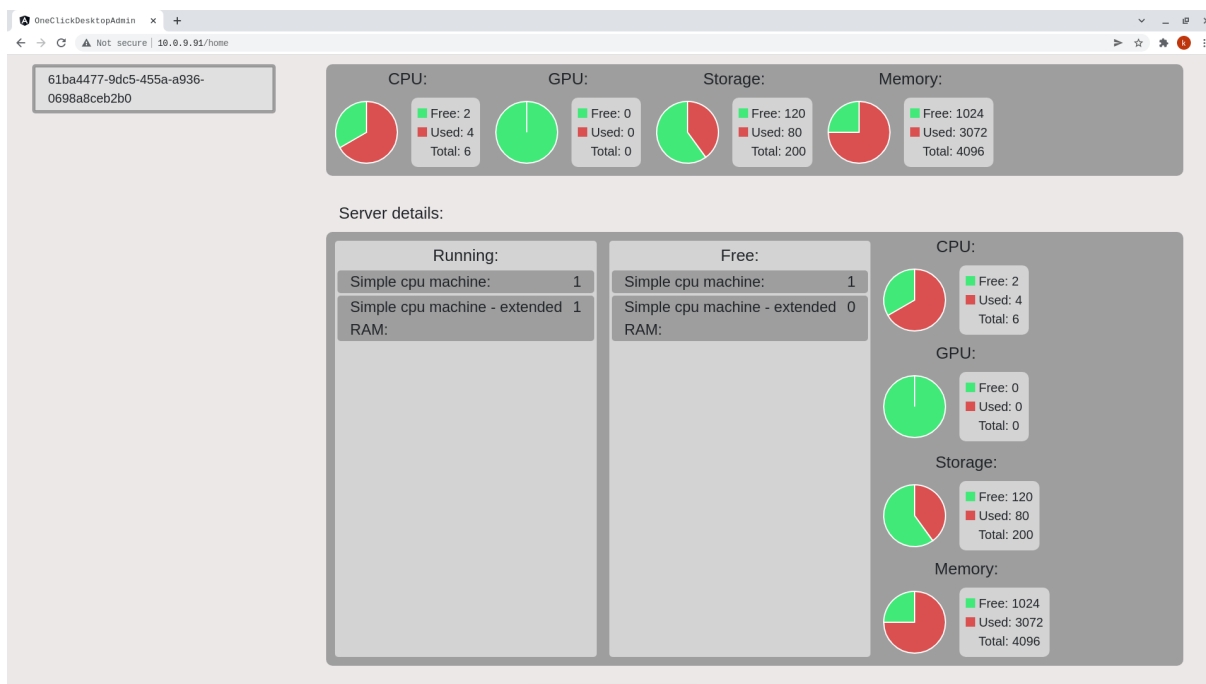 OneClickDesktopAdmin
Not secure 10.0.9.91/home
k
61ba4477-9dc5-455a-a936-
0698a8ceb2b0
CPU:
Free: 2
Used: 4
Total: 6
GPU:
Free: 0
Used: 0
Total: 0
Storage:
Free: 120
Used: 80
Total: 200
Memory:
Free: 1024
Used: 3072
Total: 4096
Server details:
Running:
Simple cpu machine: 1
Simple cpu machine - extended 1
RAM:
Free:
Simple cpu machine: 1
Simple cpu machine - extended 0
RAM:
CPU:
Free: 2
Used: 4
Total: 6
GPU:
Free: 0
Used: 0
Total: 0
Storage:
Free: 120
Used: 80
Total: 200
Memory:
Free: 1024
Used: 3072
Total: 4096